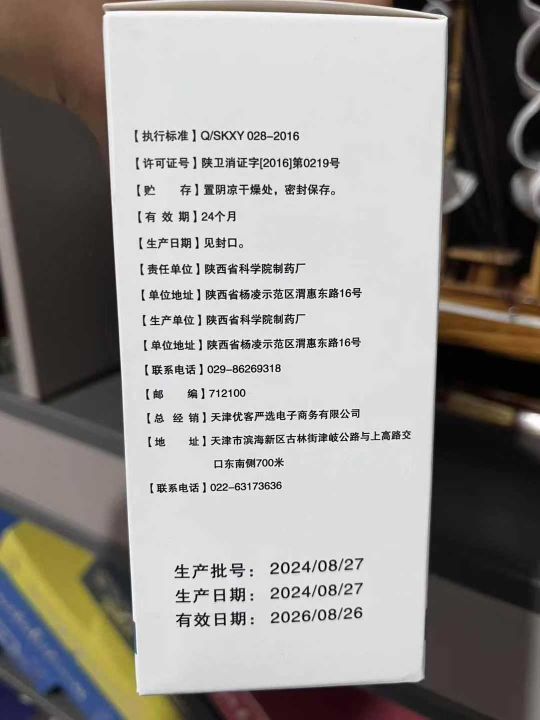 【执行标准】Q/SKXY 028-2016
【许可证号】陕卫消证字[2016]第0219号
【贮 存】置阴凉干燥处，密封保存。
【有 效 期】24个月
【生产日期】见封口。
【责任单位】陕西省科学院制药厂
【单位地址】陕西省杨凌示范区渭惠东路16号
【生产单位】陕西省科学院制药厂
【单位地址】陕西省杨凌示范区渭惠东路16号
【联系电话】029-86269318
【邮 编】712100
【总 经 销】天津优客严选电子商务有限公司
【地 址】天津市滨海新区古林街津岐公路与上高路交
口东南侧700米
【联系电话】022-63173636
生产批号：2024/08/27
生产日期：2024/08/27
有效日期：2026/08/26